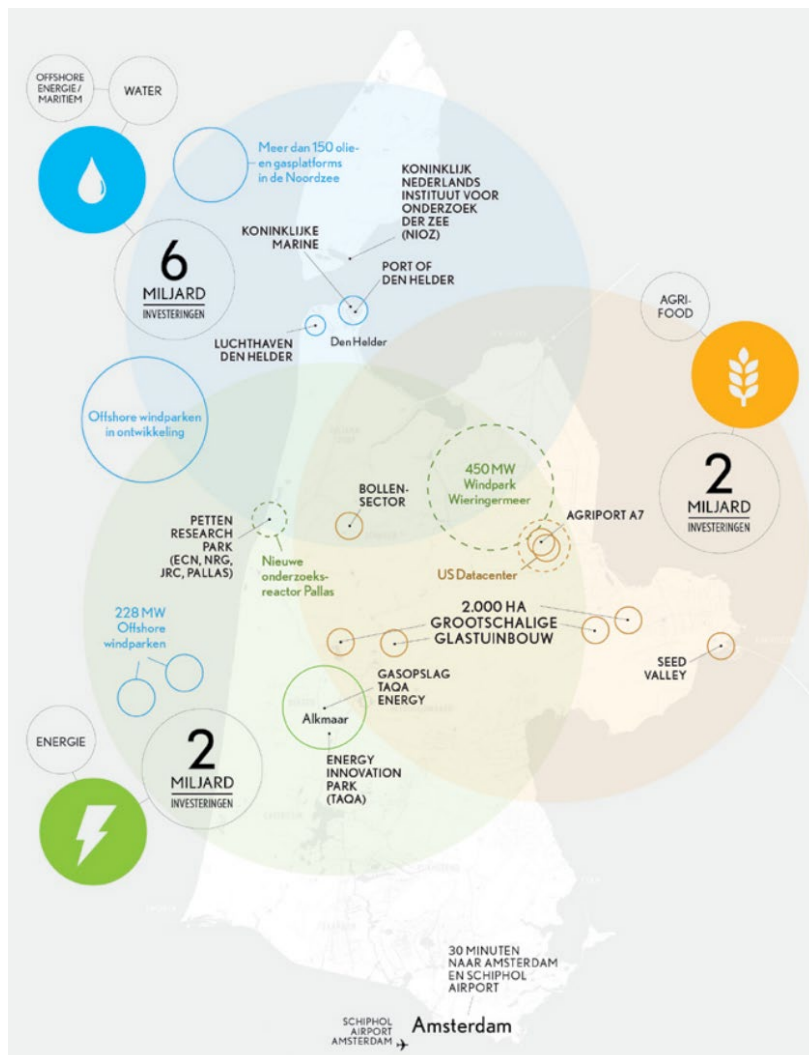 OFFSHORE
ENERGIE/
MARITIEM
WATER
Meer dan 150 olie-
en gasplatforms
in de Noordzee
KONINKLIJK
NEDERLANDS
INSTITUUT VOOR
ONDERZOEK
DER ZEE
(NIOZ)
KONINKLIJKE
MARINE
PORT OF
DEN HELDER
6
MILJARD
INVESTERINGEN
LUCHTHAVEN
DEN HELDER
Den Helder
AGRI-
FOOD
Offshore windparken
in ontwikkeling
2
MILJARD
INVESTERINGEN
450 MW
Windpark
Wieringermeer
BOLLEN-
SECTOR
AGRIPORT A7
PETTEN
RESEARCH
PARK
(ECN, NRG,
JRC, PALLAS)
Nieuwe
onderzoeks-
reactor Pallas
US Datacenter
2.000 HA
GROOTSCHALIGE
GLASTUINBOUW
228 MW
Offshore
windparken
SEED
VALLEY
GASOPSLAG
TAQA
ENERGY
Alkmaar
ENERGIE
2
MILJARD
INVESTERINGEN
ENERGY
INNOVATION
PARK
(TAQA)
30 MINUTEN
NAAR AMSTERDAM
EN SCHIPHOL
AIRPORT
SCHIPHOL
AIRPORT
AMSTERDAM
Amsterdam